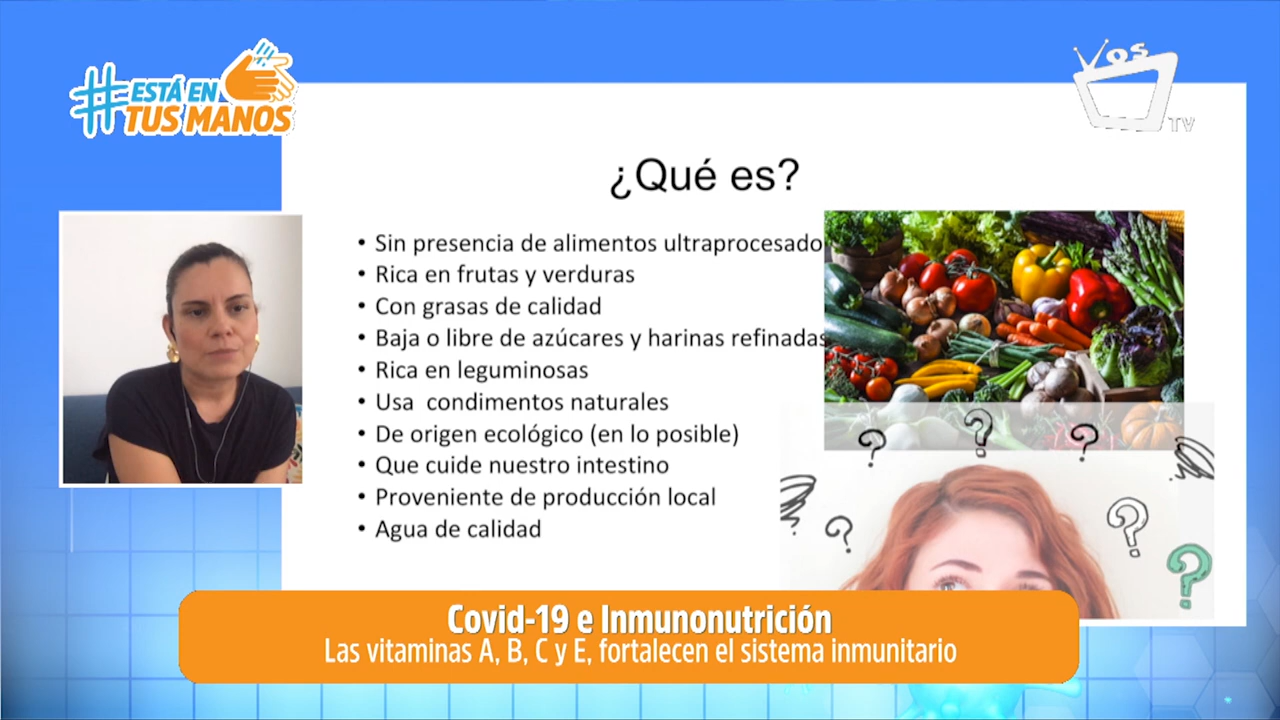 #ESTÁ EN
TUS MANOS
VOS
TV
¿Qué es?
• Sin presencia de alimentos ultraprocesado
• Rica en frutas y verduras
• Con grasas de calidad
• Baja o libre de azúcares y harinas refinadas
• Rica en leguminosas
• Usa condimentos naturales
• De origen ecológico (en lo posible)
• Que cuide nuestro intestino
• Proveniente de producción local
• Agua de calidad
? ? ? ? ? ?
Covid-19 e Inmunonutrición
Las vitaminas A, B, C y E, fortalecen el sistema inmunitario